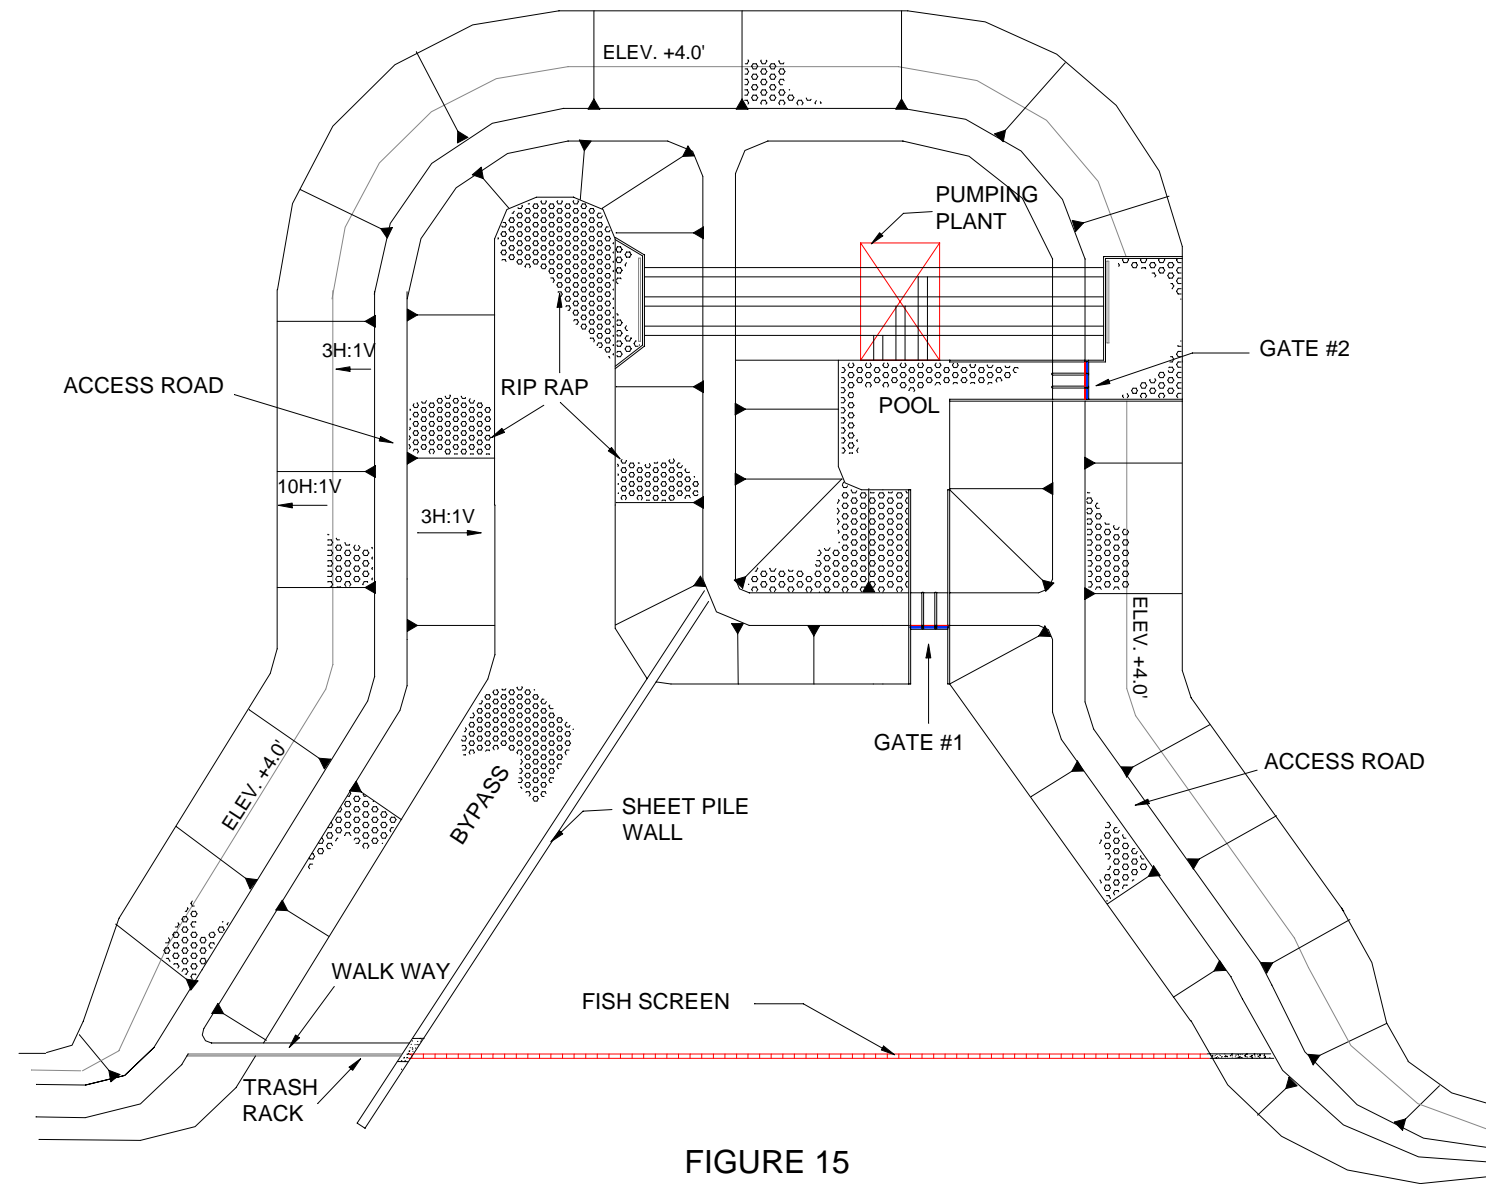 ELEV. +4.0'
PUMPING
PLANT
GATE #2
3H:1V
ACCESS ROAD
RIP RAP
POOL
10H:1V
3H:1V
ELEV. +4.0'
GATE #1
ACCESS ROAD
ELEV. +4.0'
BYPASS
SHEET PILE
WALL
WALK WAY
FISH SCREEN
TRASH
RACK
FIGURE 15